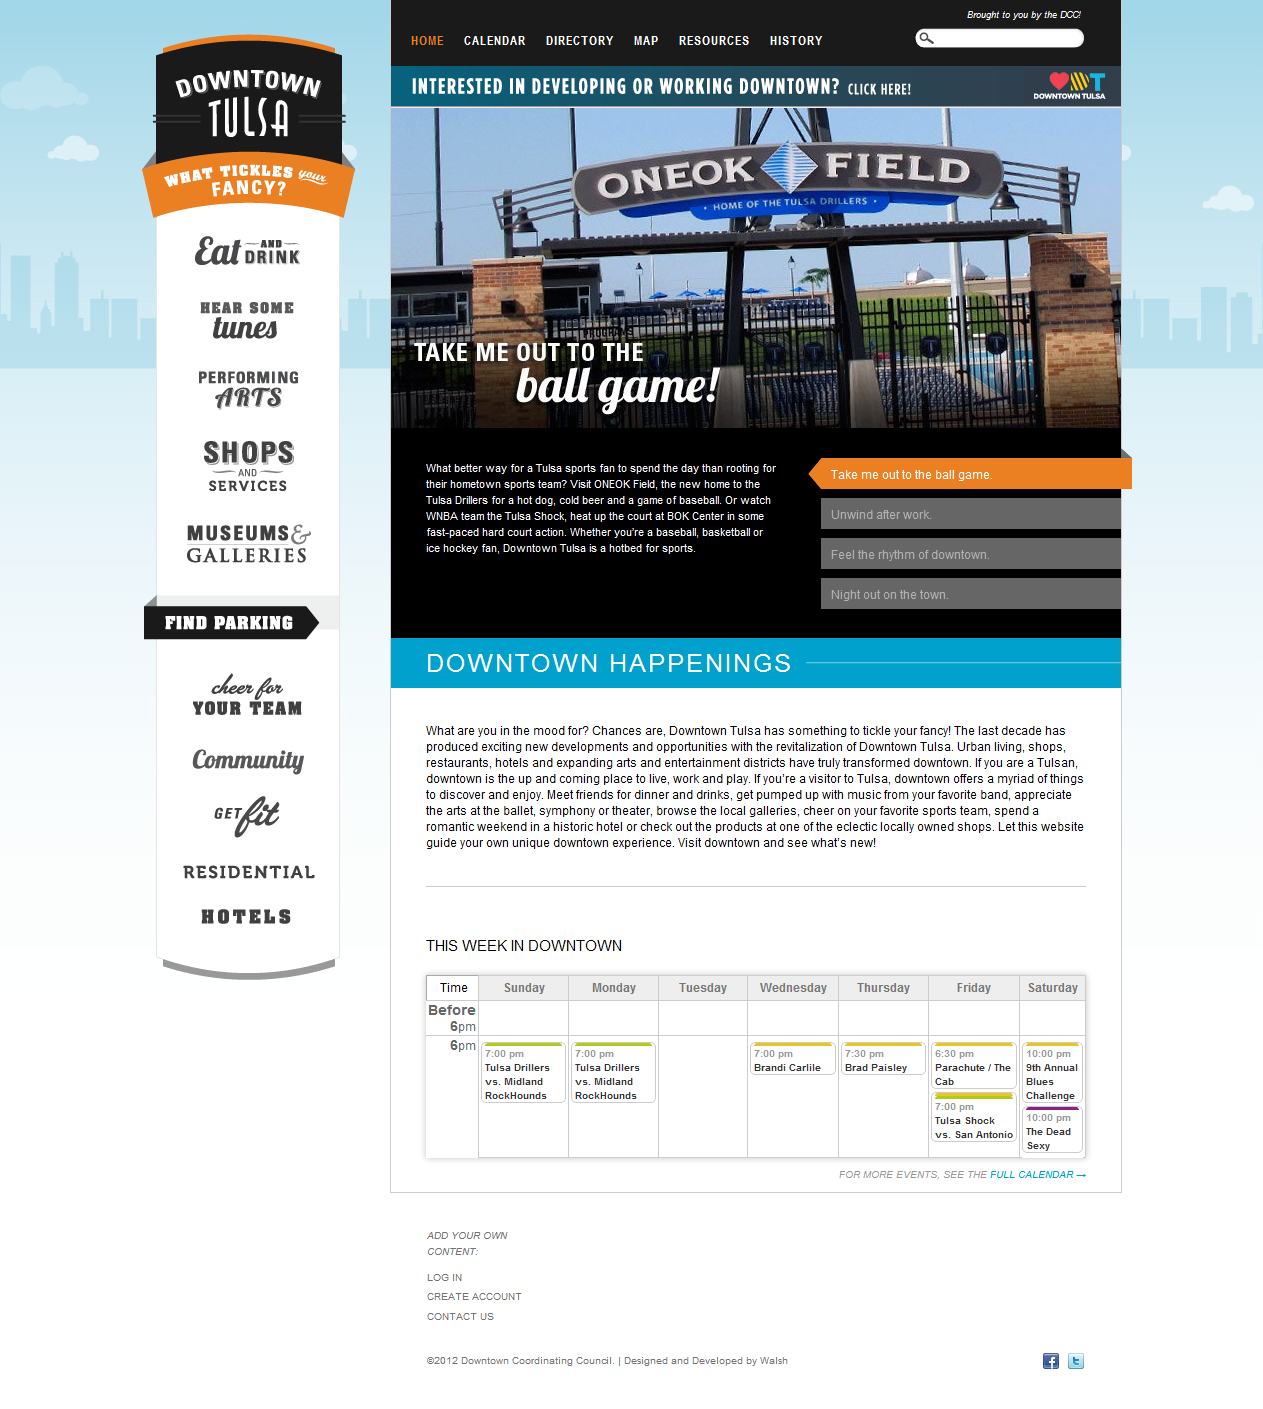 Brought to you by the DCC!
HOME CALENDAR DIRECTORY MAP RESOURCES HISTORY
INTERESTED IN DEVELOPING OR WORKING DOWNTOWN? CLICK HERE!
DOWNTOWN TULSA
DOWNTOWN
TULSA
WHAT TICKLES your
FANCY?
Eat AND DRINK
HEAR SOME
tunes
PERFORMING
ARTS
SHOPS
AND
SERVICES
MUSEUMS &
GALLERIES
FIND PARKING
cheer for
YOUR TEAM
Community
GET fit
RESIDENTIAL
HOTELS
ONEOK FIELD
HOME OF THE TULSA DRILLERS
TAKE ME OUT TO THE
ball game!
What better way for a Tulsa sports fan to spend the day than rooting for
their hometown sports team? Visit ONEOK Field, the new home to the
Tulsa Drillers for a hot dog, cold beer and a game of baseball. Or watch
WNBA team the Tulsa Shock, heat up the court at BOK Center in some
fast-paced hard court action. Whether you're a baseball, basketball or
ice hockey fan, Downtown Tulsa is a hotbed for sports.
Take me out to the ball game.
Unwind after work.
Feel the rhythm of downtown.
Night out on the town.
DOWNTOWN HAPPENINGS
What are you in the mood for? Chances are, Downtown Tulsa has something to tickle your fancy! The last decade has
produced exciting new developments and opportunities with the revitalization of Downtown Tulsa. Urban living, shops,
restaurants, hotels and expanding arts and entertainment districts have truly transformed downtown. If you are a Tulsan,
downtown is the up and coming place to live, work and play. If you're a visitor to Tulsa, downtown offers a myriad of things
to discover and enjoy. Meet friends for dinner and drinks, get pumped up with music from your favorite band, appreciate
the arts at the ballet, symphony or theater, browse the local galleries, cheer on your favorite sports team, spend a
romantic weekend in a historic hotel or check out the products at one of the eclectic locally owned shops. Let this website
guide your own unique downtown experience. Visit downtown and see what's new!
THIS WEEK IN DOWNTOWN
Time Sunday Monday Tuesday Wednesday Thursday Friday Saturday
Before
6pm
6pm
7:00 pm
Tulsa Drillers
vs. Midland
RockHounds
7:00 pm
Tulsa Drillers
vs. Midland
RockHounds
7:00 pm
Brandi Carlile
7:30 pm
Brad Paisley
6:30 pm
Parachute / The
Cab
7:00 pm
Tulsa Shock
vs. San Antonio
10:00 pm
9th Annual
Blues
Challenge
10:00 pm
The Dead
Sexy
FOR MORE EVENTS, SEE THE FULL CALENDAR →
ADD YOUR OWN
CONTENT:
LOG IN
CREATE ACCOUNT
CONTACT US
©2012 Downtown Coordinating Council. | Designed and Developed by Walsh